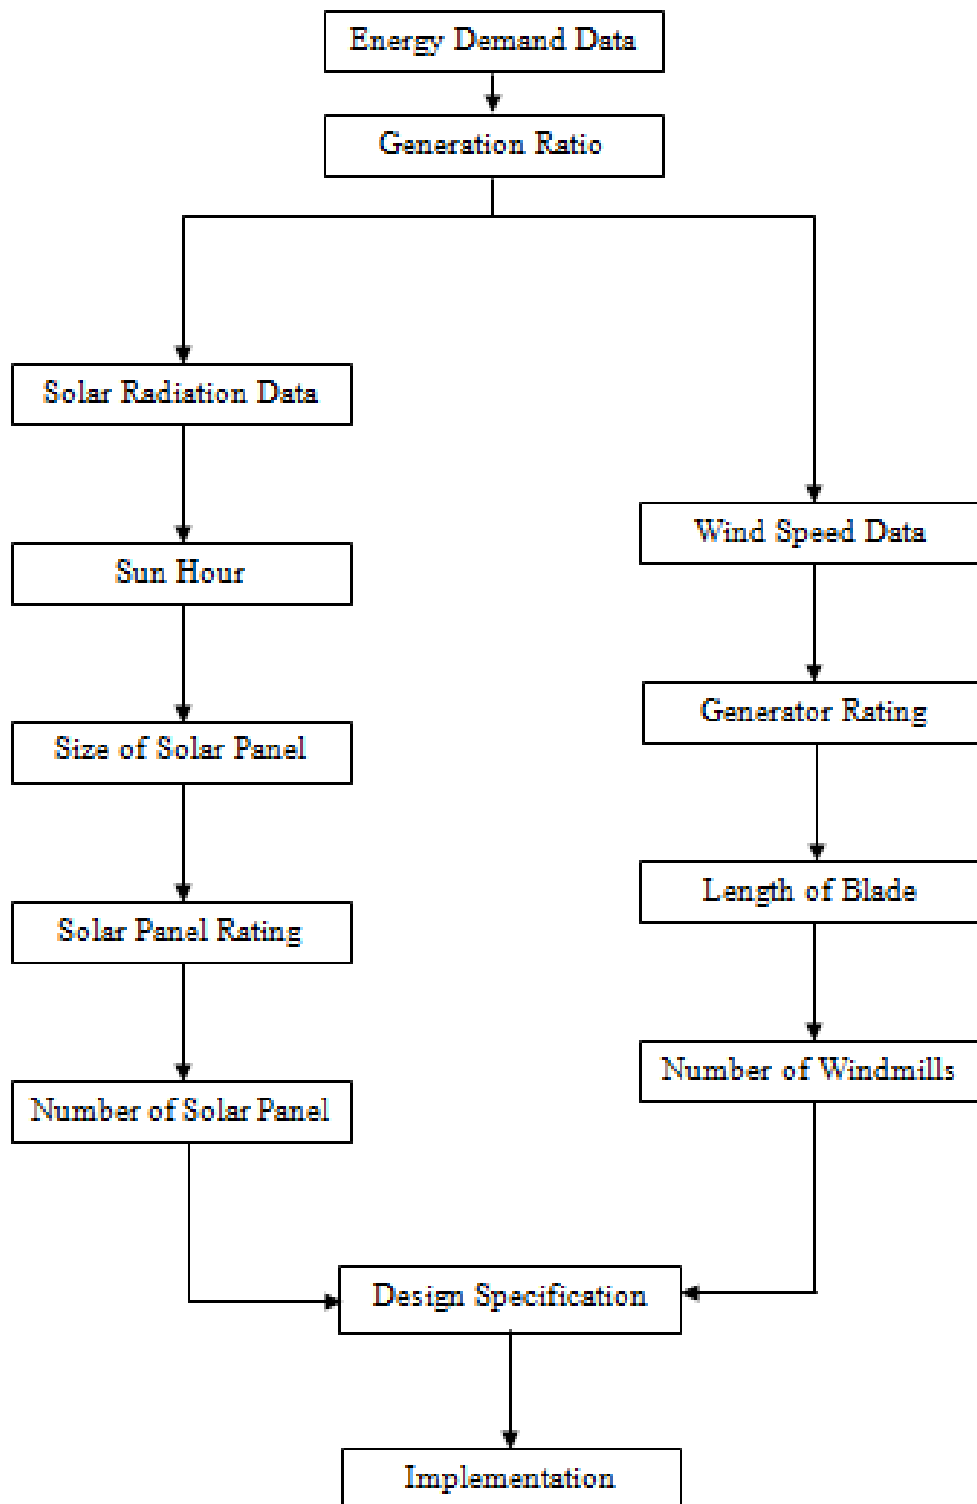 Energy Demand Data
Generation Ratio
Solar Radiation Data
Sun Hour
Size of Solar Panel
Solar Panel Rating
Number of Solar Panel
Wind Speed Data
Generator Rating
Length of Blade
Number of Windmills
Design Specification
Implementation